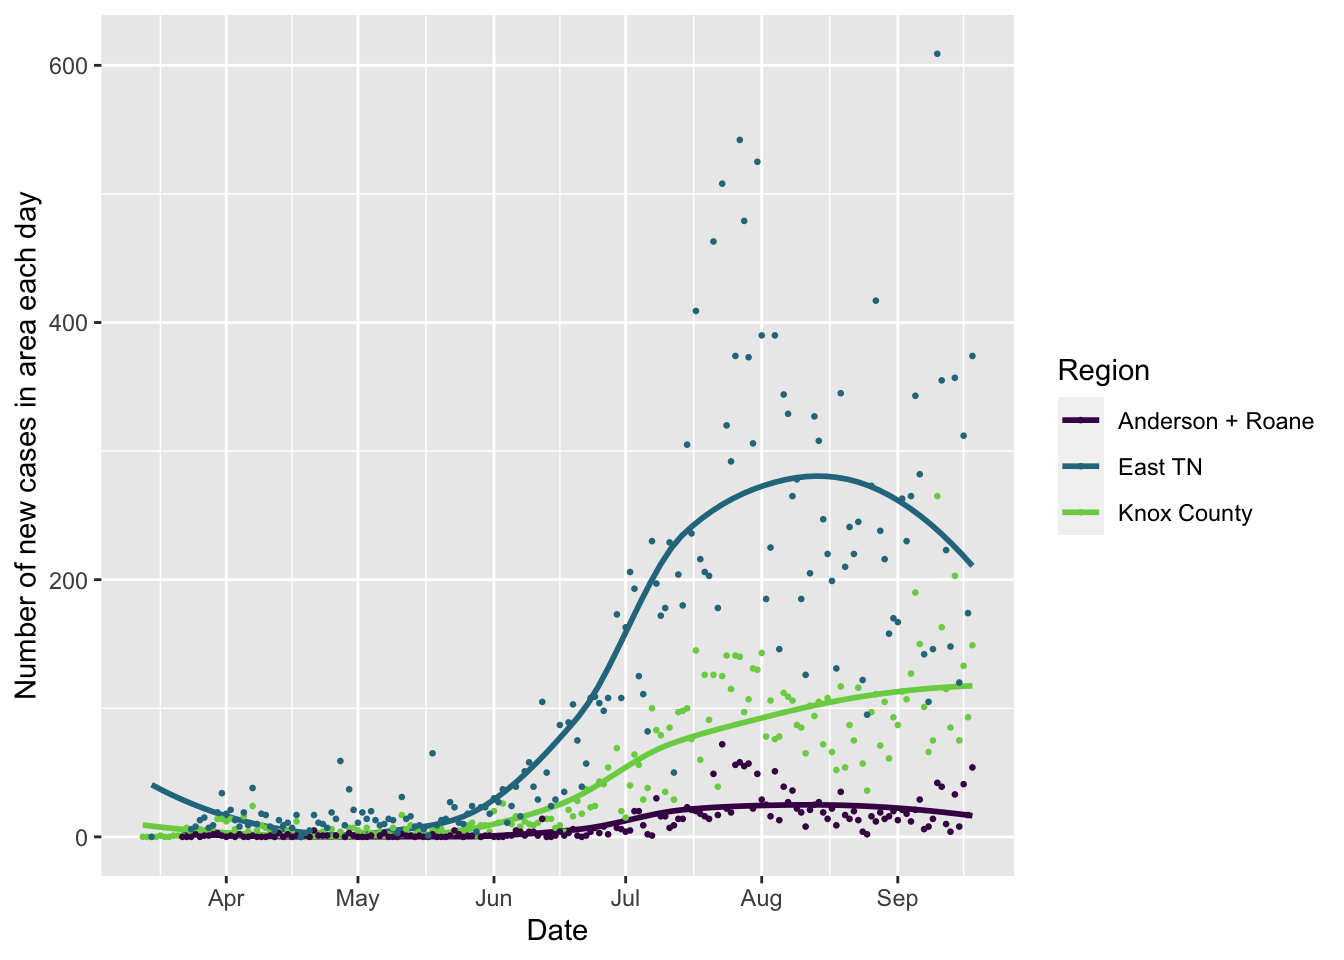 Number of new cases in area each day
600
400
200
0
Apr May Jun Jul Aug Sep
Date
Region
Anderson + Roane
East TN
Knox County